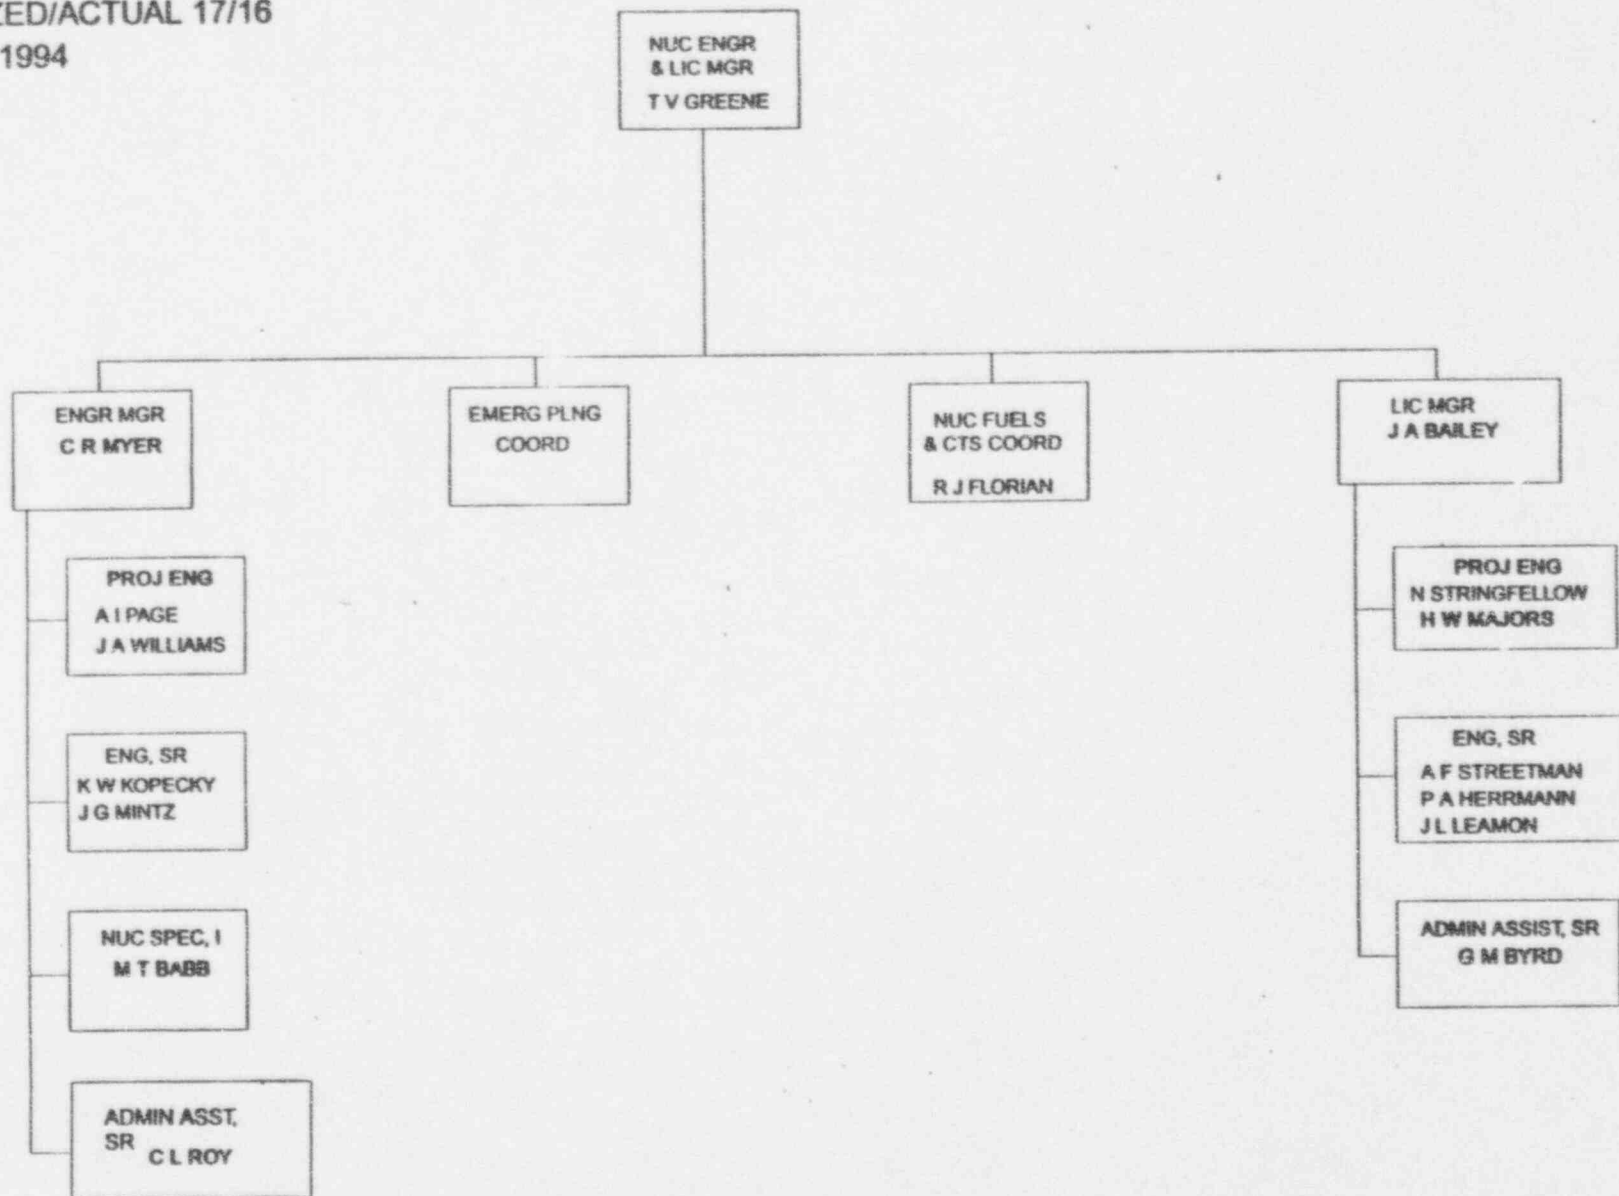 ZED/ACTUAL 17/16
1994
NUC ENGR
& LIC MGR
T V GREENE
ENGR MGR
C R MYER
EMERG PLNG
COORD
NUC FUELS
& CTS COORD
R J FLORIAN
LIC MGR
J A BAILEY
PROJ ENG
A I PAGE
J A WILLIAMS
ENG, SR
K W KOPECKY
J G MINTZ
NUC SPEC, I
M T BABB
ADMIN ASST,
SR
C L ROY
PROJ ENG
N STRINGFELLOW
H W MAJORS
ENG, SR
A F STREETMAN
P A HERRMANN
J L LEAMON
ADMIN ASSIST, SR
G M BYRD